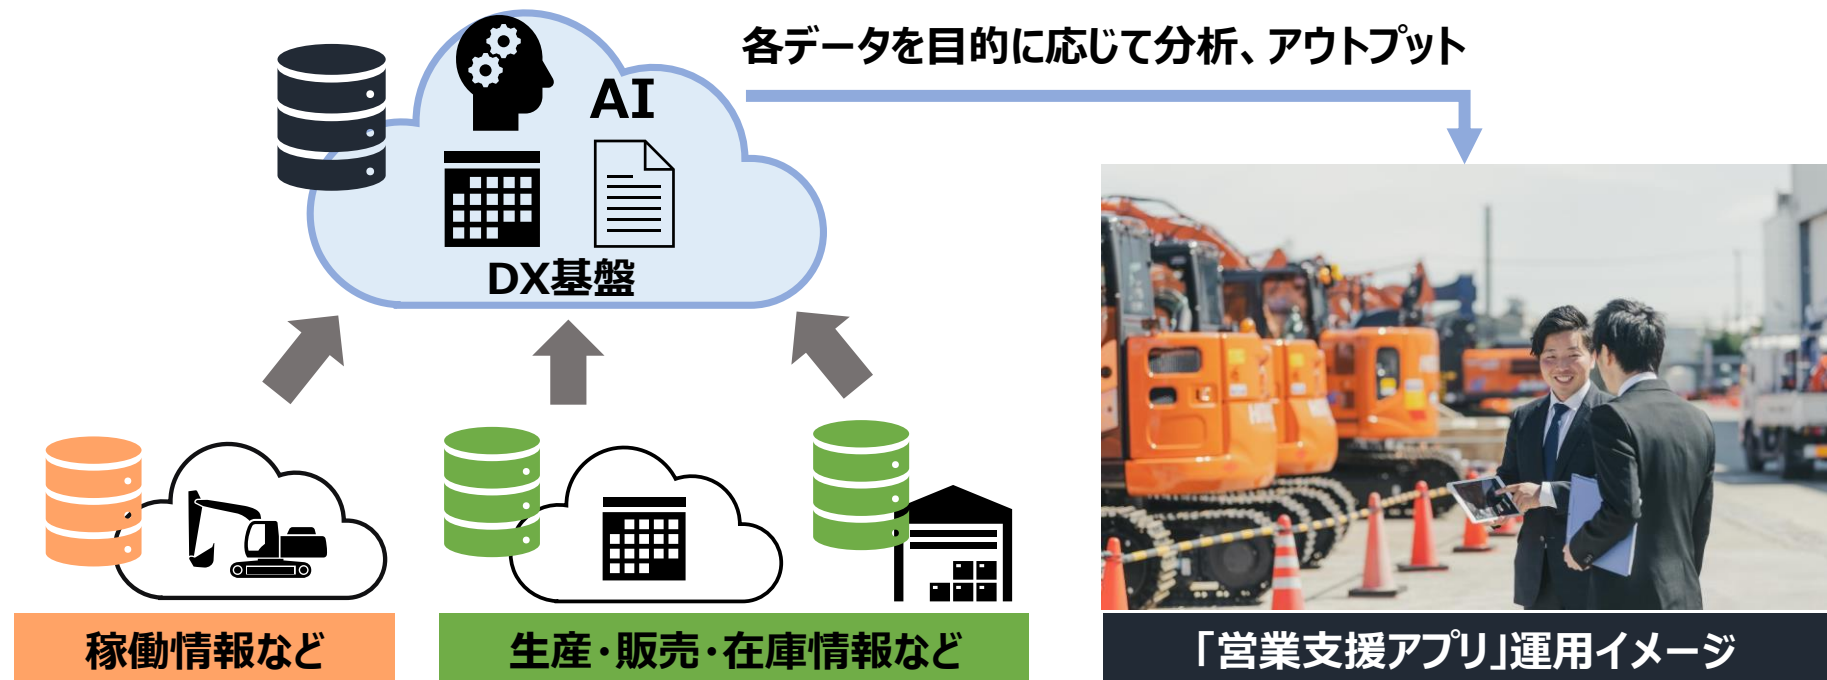 各データを目的に応じて分析、アウトプット
AI
DX基盤
稼働情報など
生産・販売・在庫情報など
「営業支援アプリ」運用イメージ